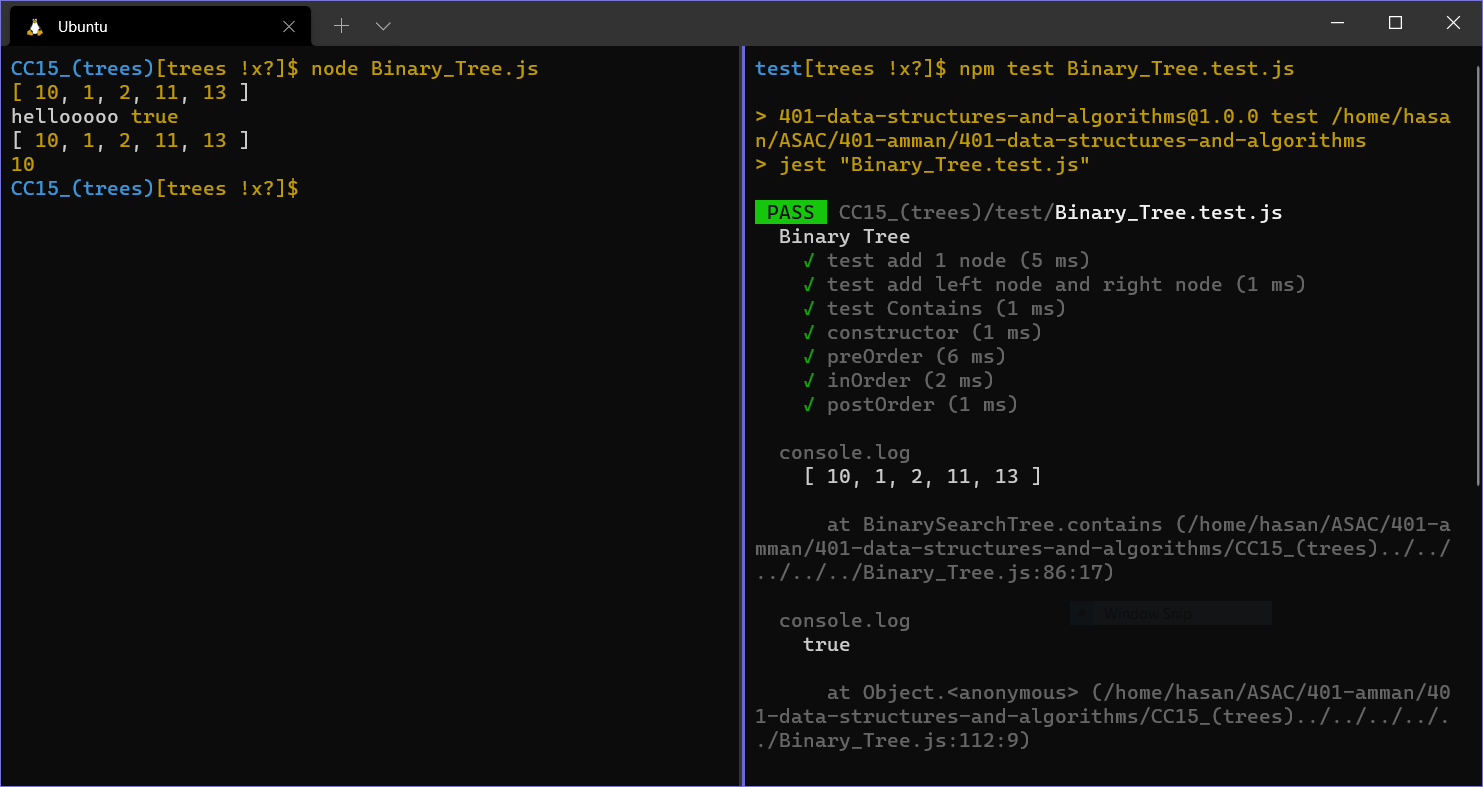 Ubuntu
CC15_(trees)[trees !x?]$ node Binary_Tree.js
[ 10, 1, 2, 11, 13 ]
hellooooo true
[ 10, 1, 2, 11, 13 ]
10
CC15_(trees)[trees !x?]$
test[trees !x?]$ npm test Binary_Tree.test.js
> 401-data-structures-and-algorithms@1.0.0 test /home/hasa
n/ASAC/401-amman/401-data-structures-and-algorithms
> jest "Binary_Tree.test.js"
PASS CC15_(trees)/test/Binary_Tree.test.js
Binary Tree
√ test add 1 node (5 ms)
√ test add left node and right node (1 ms)
√ test Contains (1 ms)
√ constructor (1 ms)
√ preOrder (6 ms)
√ inOrder (2 ms)
√ postOrder (1 ms)
console.log
[ 10, 1, 2, 11, 13 ]
at BinarySearchTree.contains (/home/hasan/ASAC/401-a
mman/401-data-structures-and-algorithms/CC15_(trees)../../
../../../Binary_Tree.js:86:17)
Window Snip
console.log
true
at Object.<anonymous> (/home/hasan/ASAC/401-amman/40
1-data-structures-and-algorithms/CC15_(trees)../../../../.
./Binary_Tree.js:112:9)